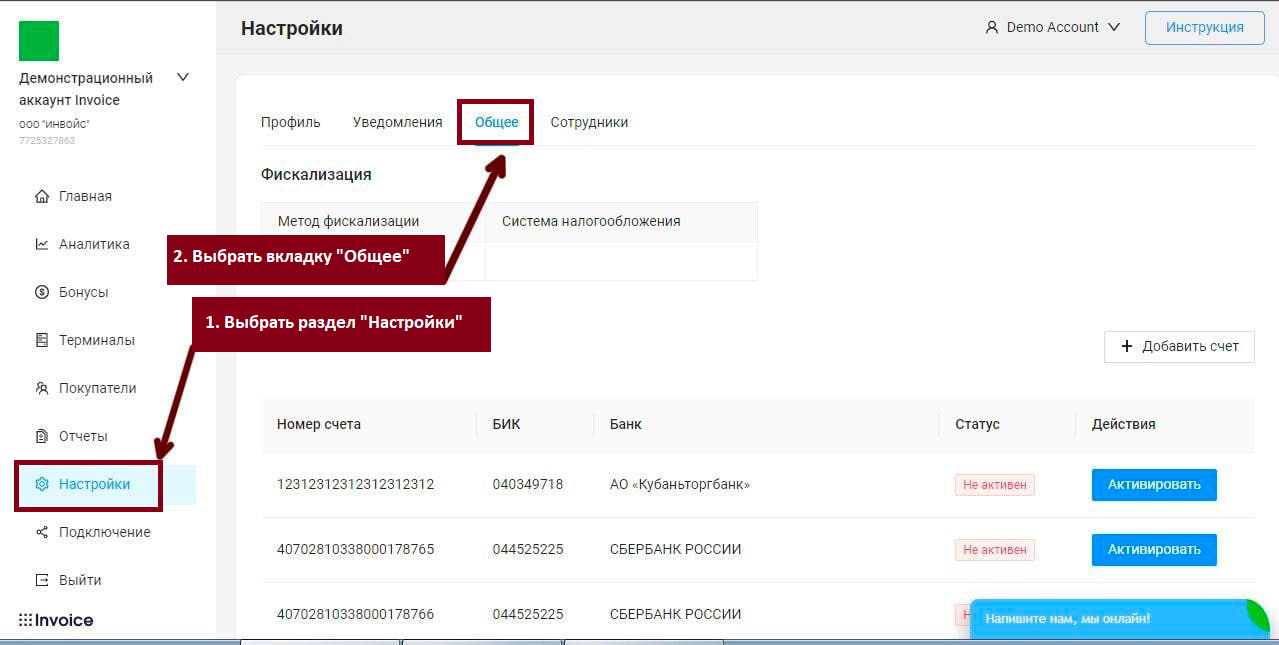 Настройки
Demo Account
Инструкция
Демонстрационный
аккаунт Invoice
ООО "ИНВОЙС"
7725327863
Главная
Аналитика
Бонусы
Терминалы
Покупатели
Отчеты
Настройки
Подключение
Выйти
Invoice
Профиль Уведомления Общее Сотрудники
Фискализация
Метод фискализации Система налогообложения
2. Выбрать вкладку "Общее"
1. Выбрать раздел "Настройки"
+ Добавить счет
Номер счета БИК Банк Статус Действия
12312312312312312312 040349718 АО «Кубаньторгбанк» Не активен Активировать
40702810338000178765 044525225 СБЕРБАНК РОССИИ Не активен Активировать
40702810338000178766 044525225 СБЕРБАНК РОССИИ
Напишите нам, мы онлайн!